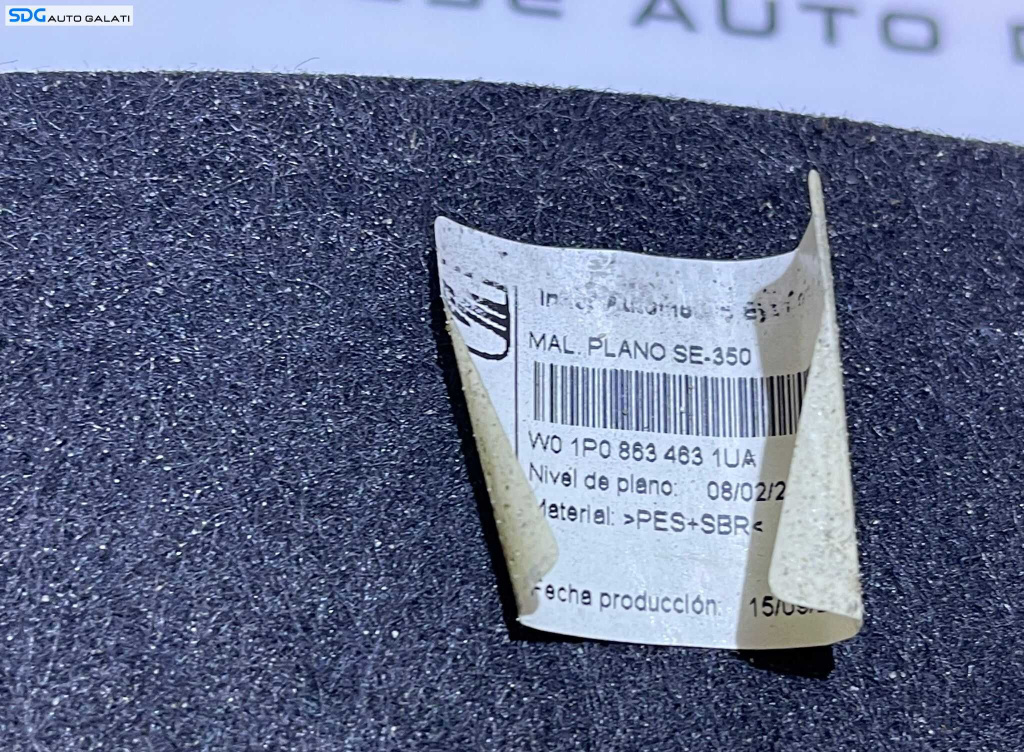 SDG AUTO GALATI
AUTO
MAL. PLANO SE-350
W0 1P0 863 463 1UA
Nivel de plano: 08/02/2
Material: >PES+SBR<
Fecha producción: